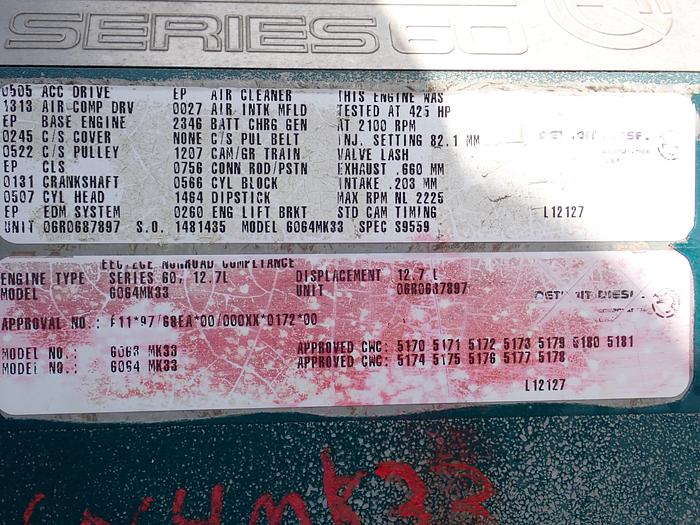 SERIES 60
0505 ACC DRIVE EP AIR CLEANER THIS ENGINE WAS
1313 AIR COMP DRV 0027 AIR INTK MFLD TESTED AT 425 HP
EP BASE ENGINE 2346 BATT CHRG GEN AT 2100 RPM
0245 C/S COVER NONE C/S PUL BELT INJ. SETTING 82.1 MM
0522 C/S PULLEY 1207 CAM/GR TRAIN VALVE LASH
EP CLS 0756 CONN ROD/PSTN EXHAUST .660 MM
0131 CRANKSHAFT 0566 CYL BLOCK INTAKE .203 MM
0507 CYL HEAD 1464 DIPSTICK MAX RPM NL 2225
EP EDM SYSTEM 0260 ENG LIFT BRKT STD CAM TIMING L12127
UNIT 06R0687897 S.O. 1481435 MODEL 6064MK33 SPEC S9559
NONROAD COMPLIANCE
ENGINE TYPE SERIES 60, 12.7L DISPLACEMENT 12.7 L
MODEL 6064MK33 UNIT 06R0687897
DETROIT DIESEL
APPROVAL NO.: E11*97/68EA*00/000XX*0172*00
MODEL NO.: 6063 MK33 APPROVED CWC: 5170 5171 5172 5173 5179 5180 5181
MODEL NO.: 6064 MK33 APPROVED CWC: 5174 5175 5176 5177 5178
L12127